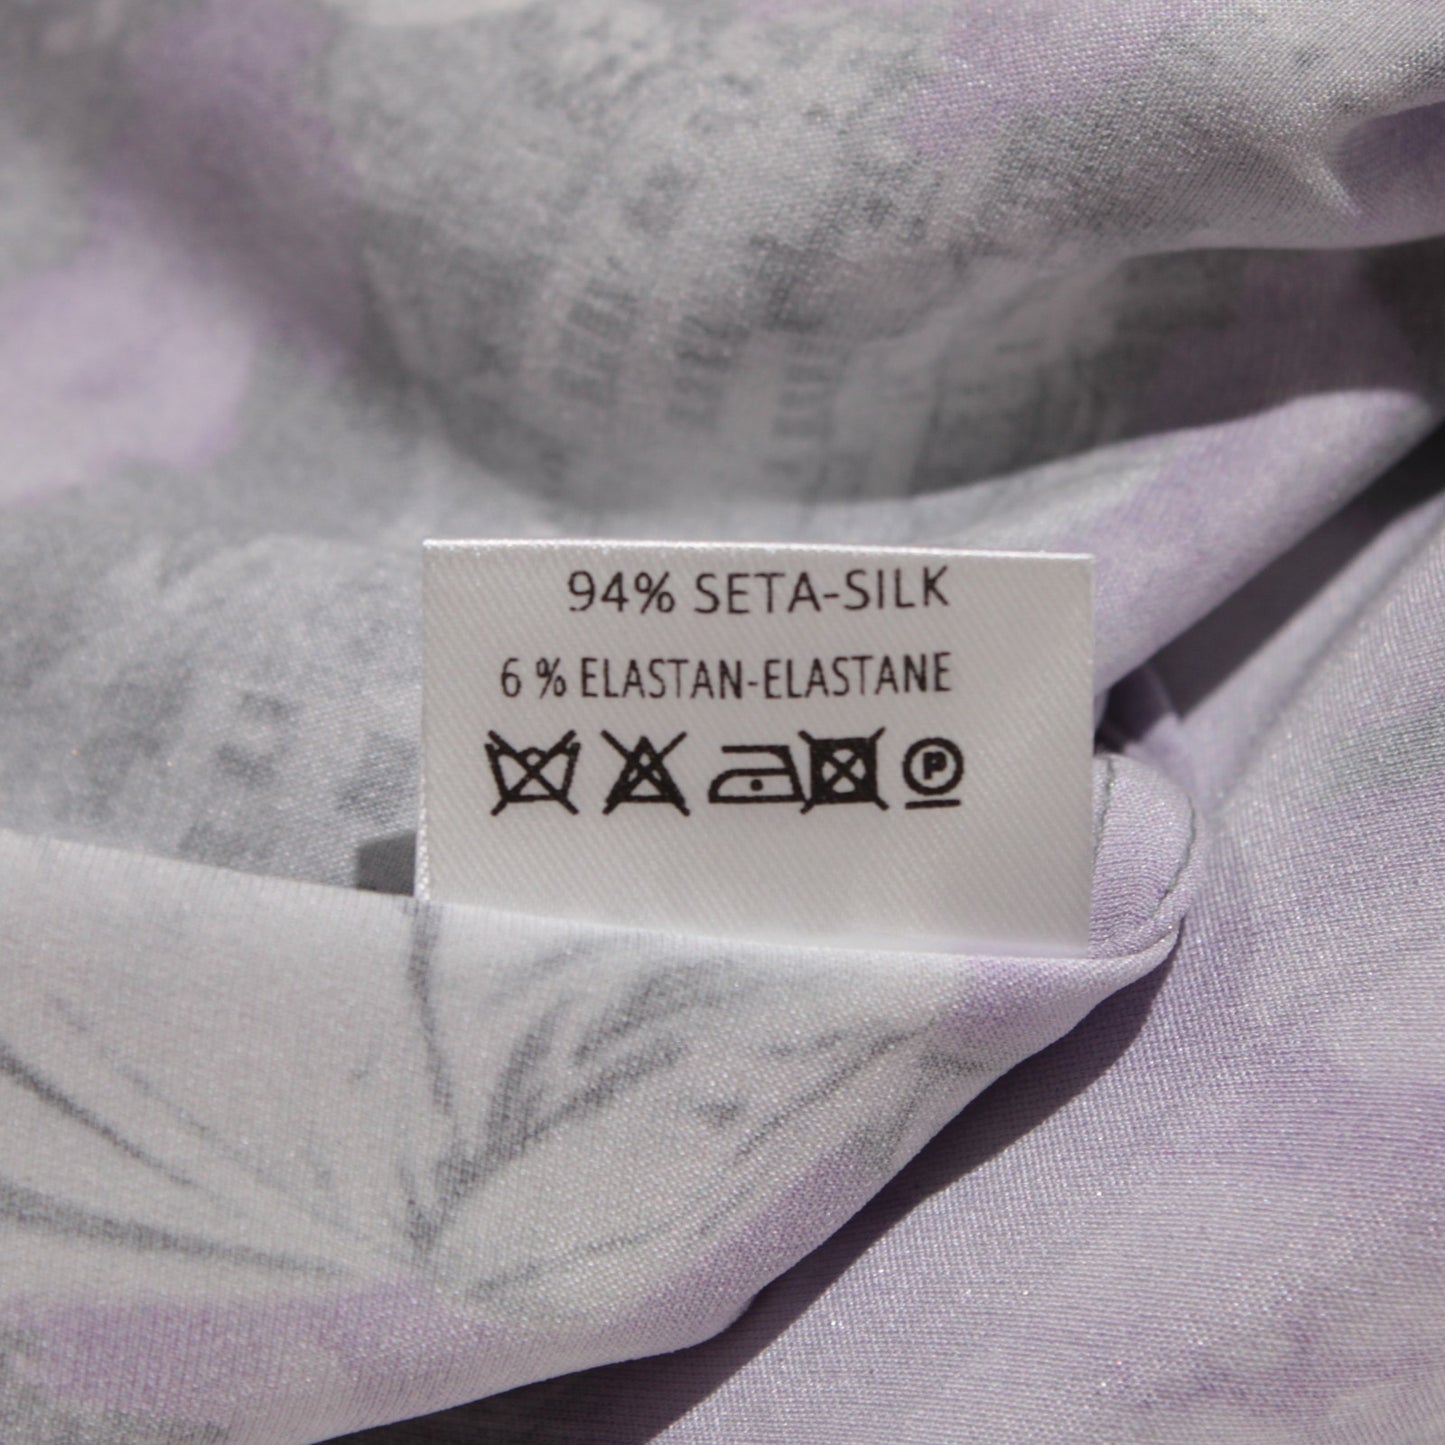 94% SETA-SILK
6 % ELASTAN-ELASTANE
P